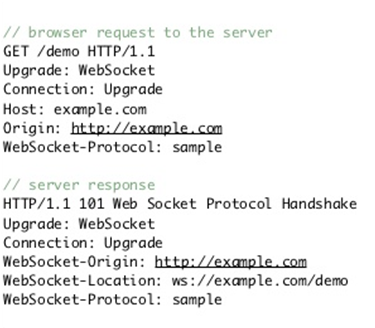 // browser request to the server
GET /demo HTTP/1.1
Upgrade: WebSocket
Connection: Upgrade
Host: example.com
Origin: http://example.com
WebSocket-Protocol: sample
// server response
HTTP/1.1 101 Web Socket Protocol Handshake
Upgrade: WebSocket
Connection: Upgrade
WebSocket-Origin: http://example.com
WebSocket-Location: ws://example.com/demo
WebSocket-Protocol: sample